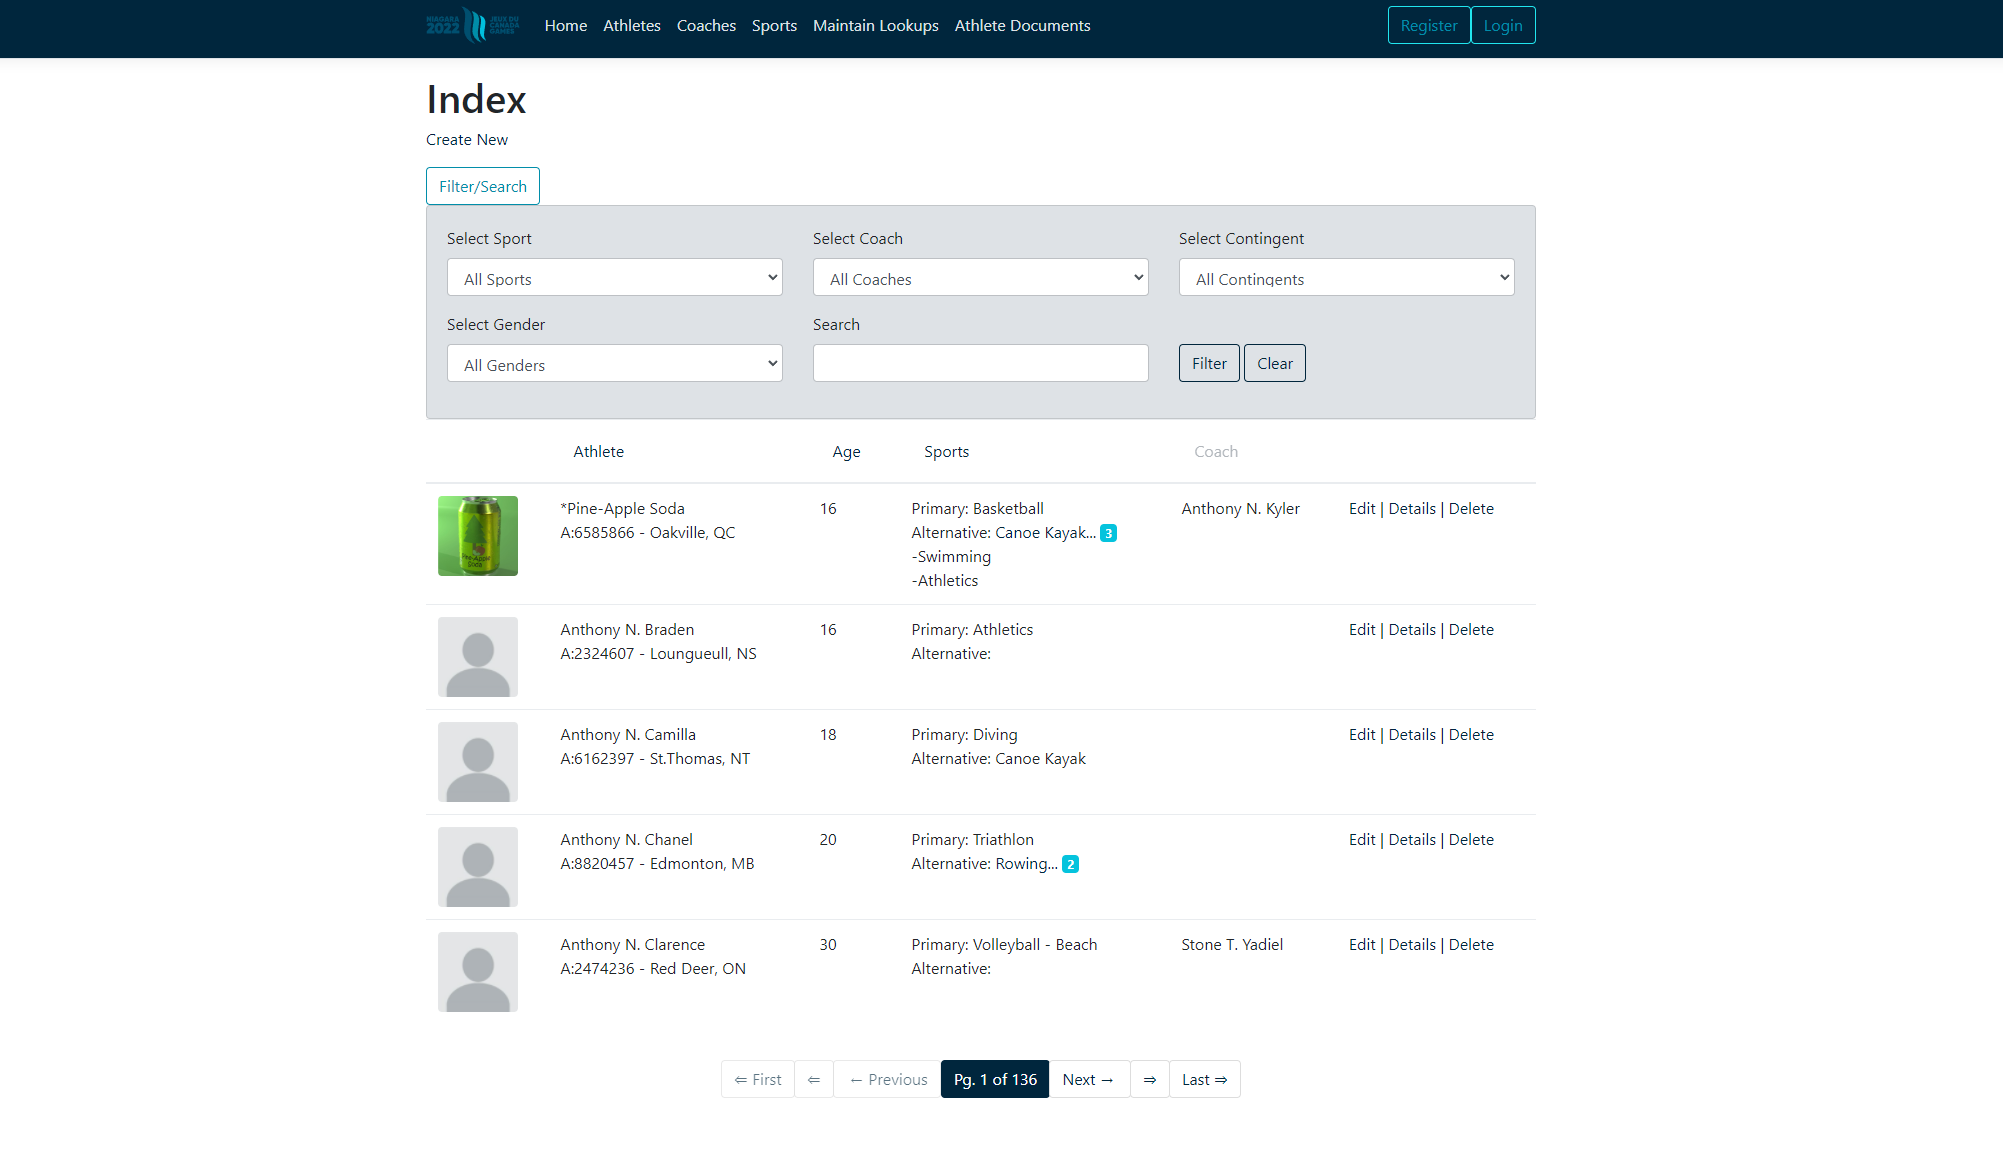 NIAGARA 2022 JEUX DU CANADA GAMES
Home Athletes Coaches Sports Maintain Lookups Athlete Documents Register Login
Index
Create New
Filter/Search
Select Sport Select Coach Select Contingent
All Sports All Coaches All Contingents
Select Gender Search
All Genders Filter Clear
Athlete Age Sports Coach
*Pine-Apple Soda 16 Primary: Basketball Anthony N. Kyler Edit | Details | Delete
A:6585866 - Oakville, QC Alternative: Canoe Kayak... 3
-Swimming
-Athletics
Anthony N. Braden 16 Primary: Athletics Edit | Details | Delete
A:2324607 - Loungueull, NS Alternative:
Anthony N. Camilla 18 Primary: Diving Edit | Details | Delete
A:6162397 - St.Thomas, NT Alternative: Canoe Kayak
Anthony N. Chanel 20 Primary: Triathlon Edit | Details | Delete
A:8820457 - Edmonton, MB Alternative: Rowing... 2
Anthony N. Clarence 30 Primary: Volleyball - Beach Stone T. Yadiel Edit | Details | Delete
A:2474236 - Red Deer, ON Alternative:
⇐ First ⇐ ← Previous Pg. 1 of 136 Next → ⇒ Last ⇒